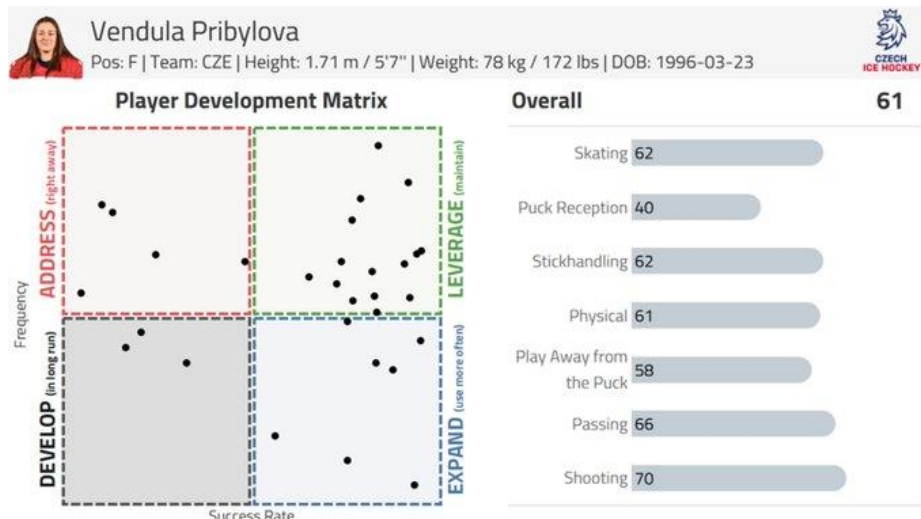 Vendula Pribylova
Pos: F | Team: CZE | Height: 1.71 m / 5'7" | Weight: 78 kg / 172 lbs | DOB: 1996-03-23
CZECH
ICE HOCKEY
Player Development Matrix
ADDRESS (right away)
LEVERAGE (maintain)
Frequency
DEVELOP (in long run)
EXPAND (use more often)
Success Rate
Overall 61
Skating 62
Puck Reception 40
Stickhandling 62
Physical 61
Play Away from
the Puck 58
Passing 66
Shooting 70